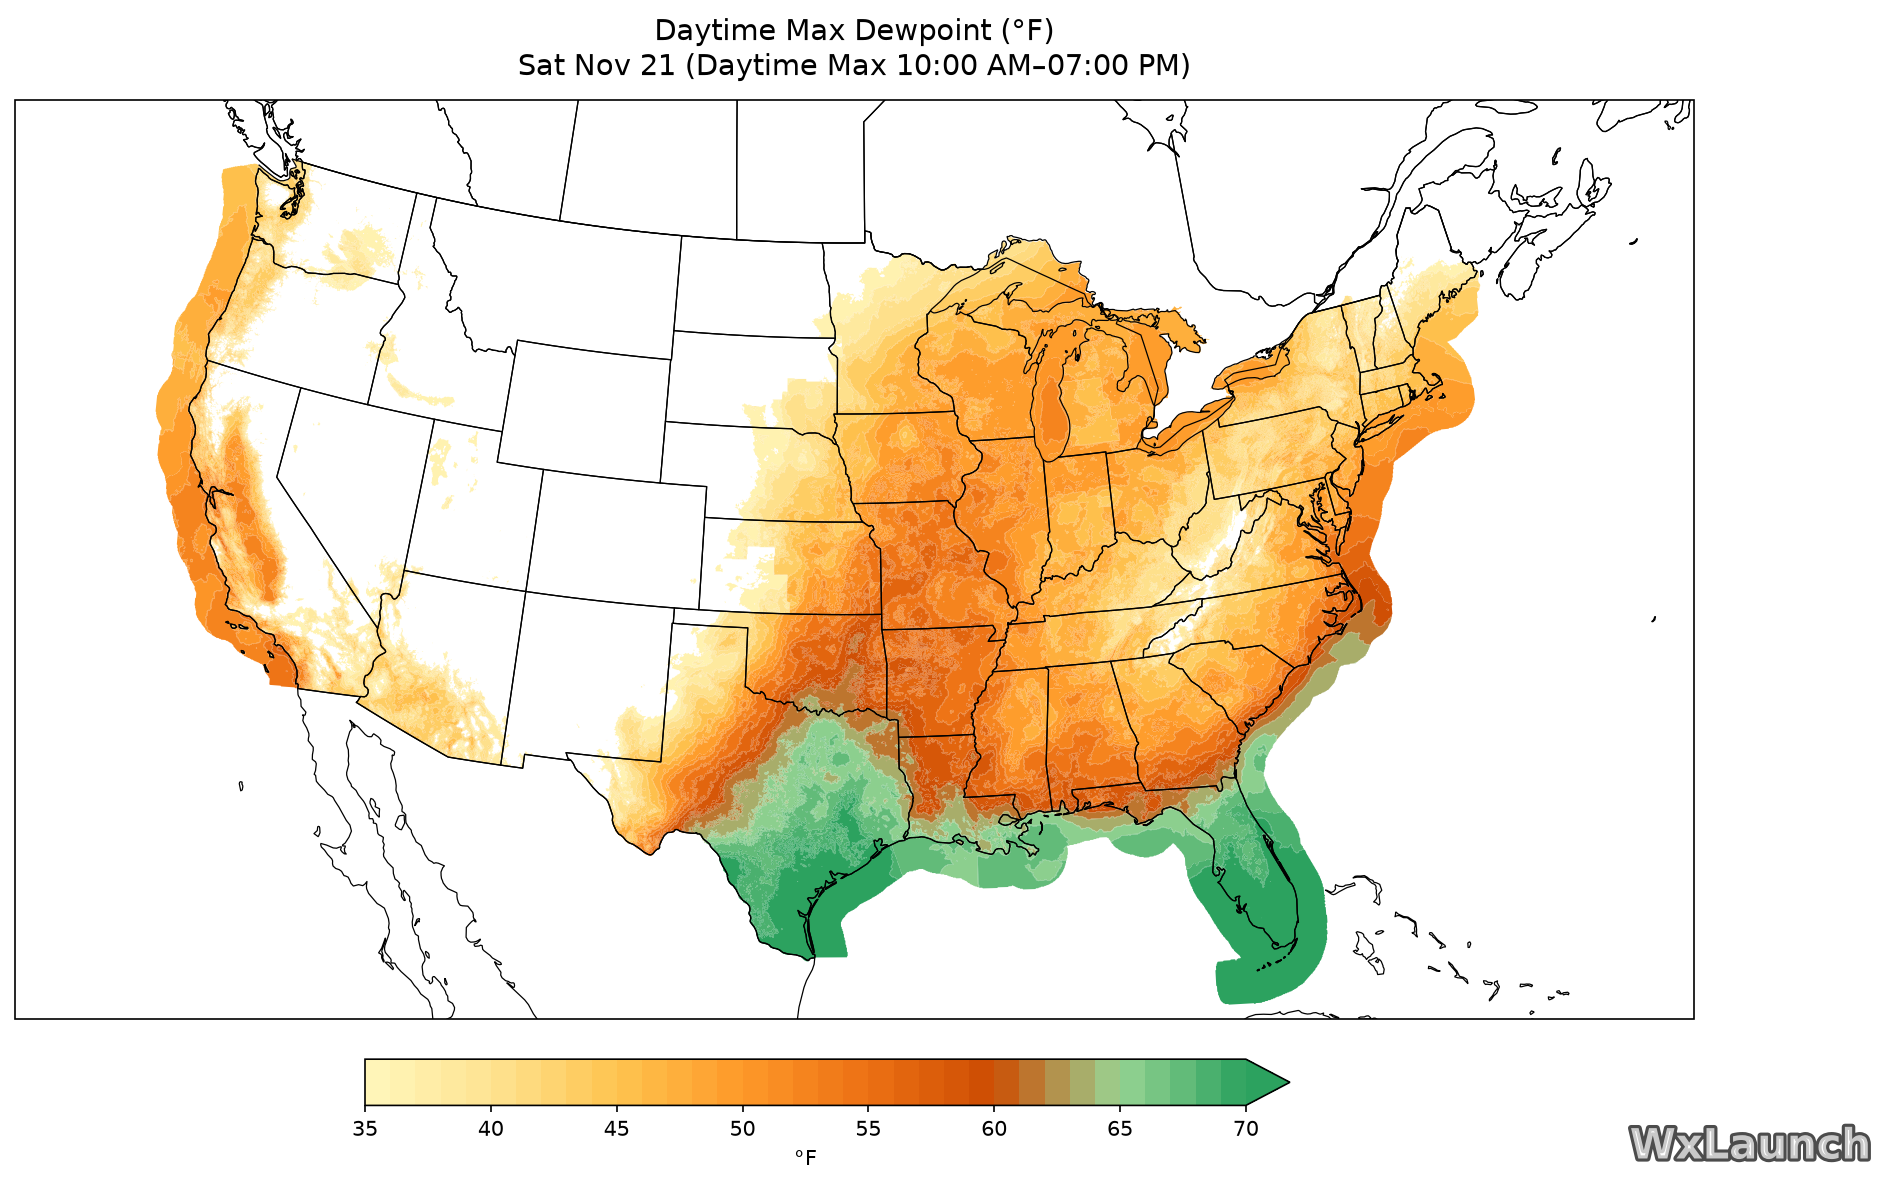 Daytime Max Dewpoint (°F)
Sat Nov 21 (Daytime Max 10:00 AM–07:00 PM)
35 40 45 50 55 60 65 70
°F
WxLaunch